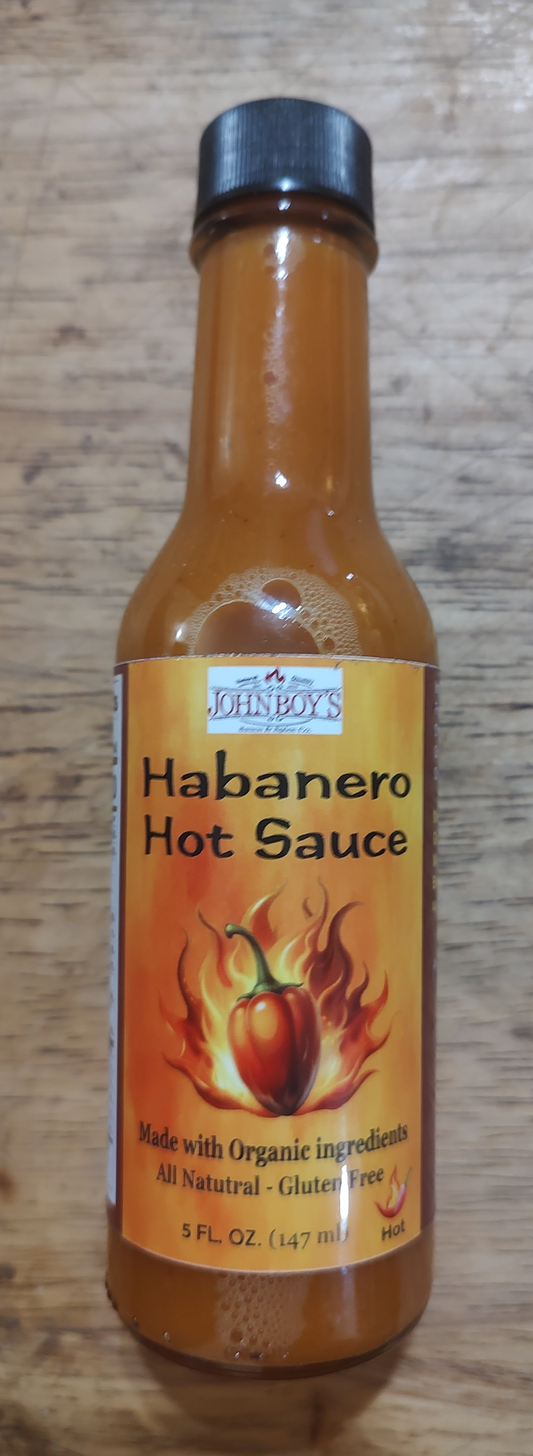 JOHNBOY'S
Habanero
Hot Sauce
Made with Organic ingredients
All Natutral - Gluten Free
5 FL. OZ. (147 ml)
Hot